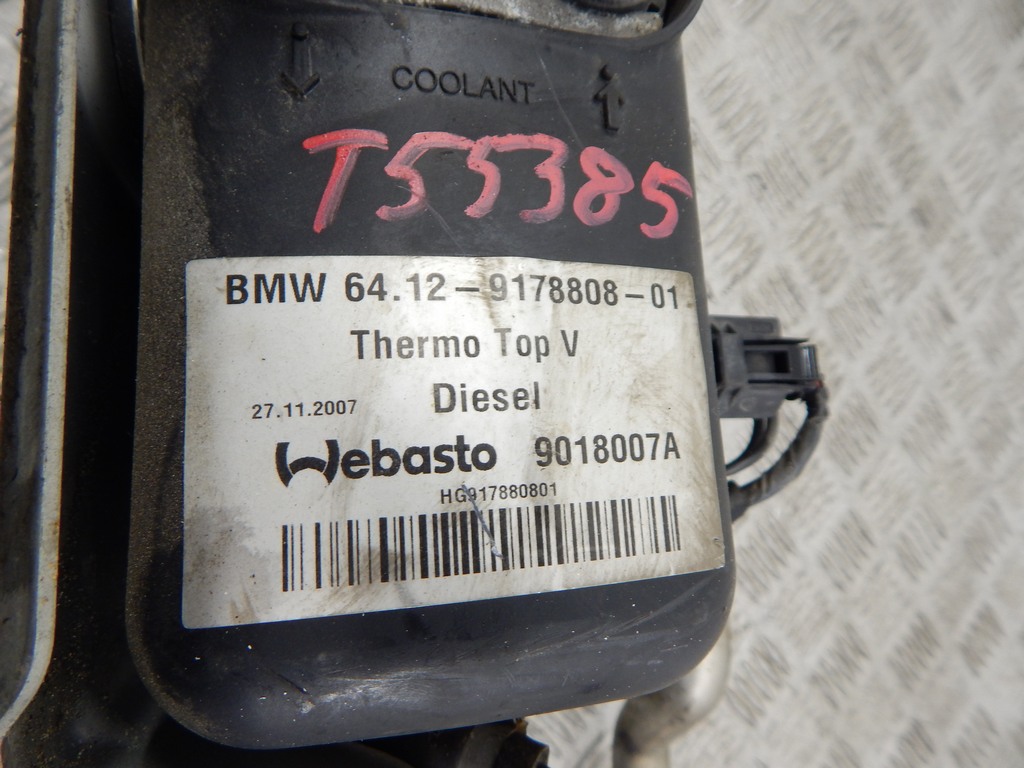 COOLANT
T55385
BMW 64.12-9178808-01
Thermo Top V
Diesel
27.11.2007
Webasto 9018007A
HG917880801